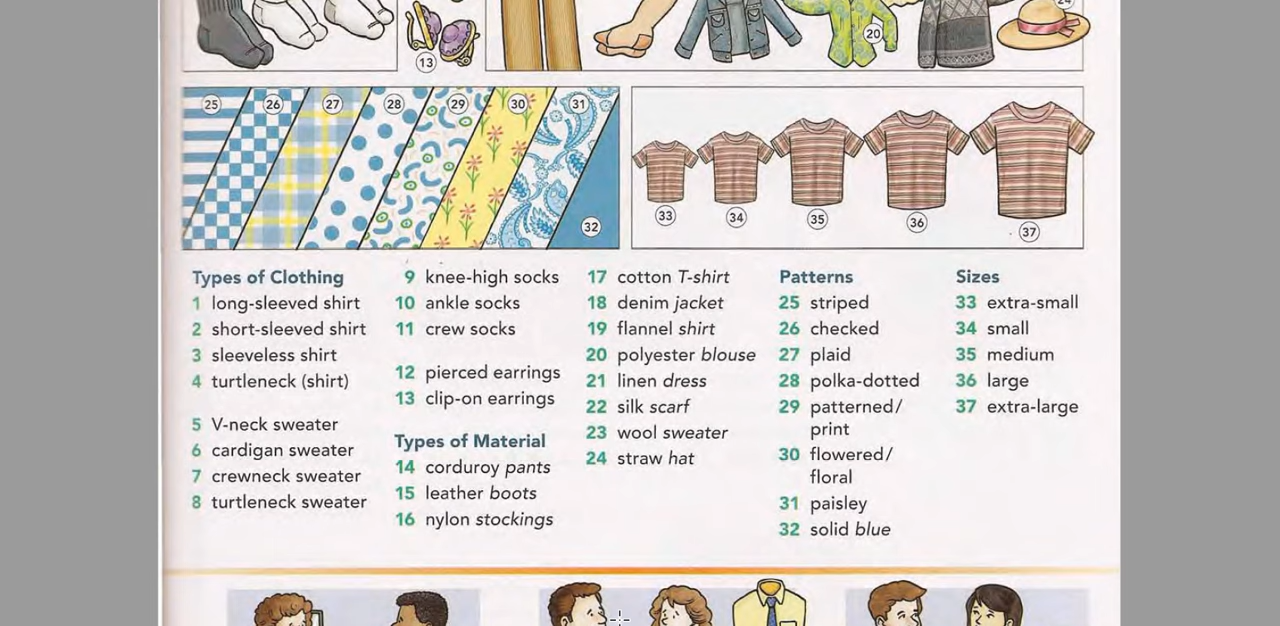 24
13
20
25
26
27
28
29
30
31
32
33
34
35
36
37
Types of Clothing
1 long-sleeved shirt
2 short-sleeved shirt
3 sleeveless shirt
4 turtleneck (shirt)
5 V-neck sweater
6 cardigan sweater
7 crewneck sweater
8 turtleneck sweater
9 knee-high socks
10 ankle socks
11 crew socks
12 pierced earrings
13 clip-on earrings
Types of Material
14 corduroy pants
15 leather boots
16 nylon stockings
17 cotton T-shirt
18 denim jacket
19 flannel shirt
20 polyester blouse
21 linen dress
22 silk scarf
23 wool sweater
24 straw hat
Patterns
25 striped
26 checked
27 plaid
28 polka-dotted
29 patterned/
print
30 flowered/
floral
31 paisley
32 solid blue
Sizes
33 extra-small
34 small
35 medium
36 large
37 extra-large